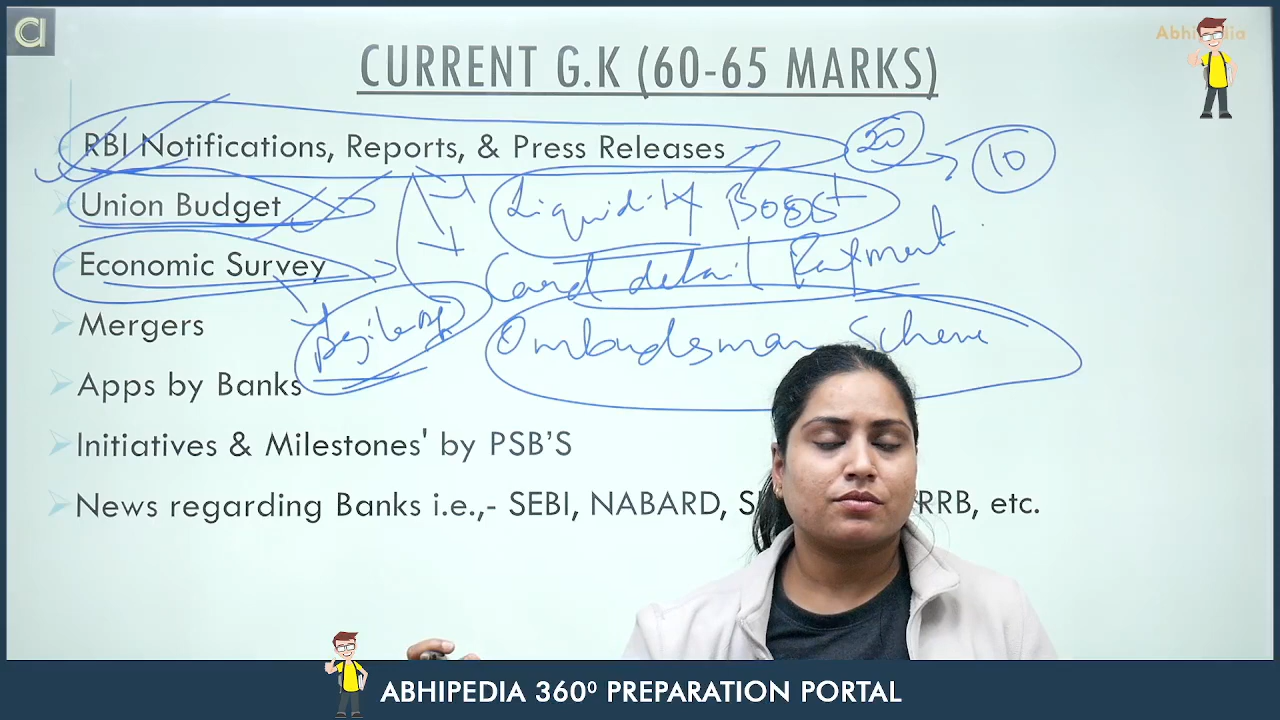 Abhipedia
CURRENT G.K (60-65 MARKS)
RBI Notifications, Reports, & Press Releases 20 10
Union Budget Liquidity Boost
Economic Survey Card detail Payment
Mergers Ombudsman Scheme
Apps by Banks
Initiatives & Milestones' by PSB'S
News regarding Banks i.e.,- SEBI, NABARD, RRB, etc.
ABHIPEDIA 360⁰ PREPARATION PORTAL